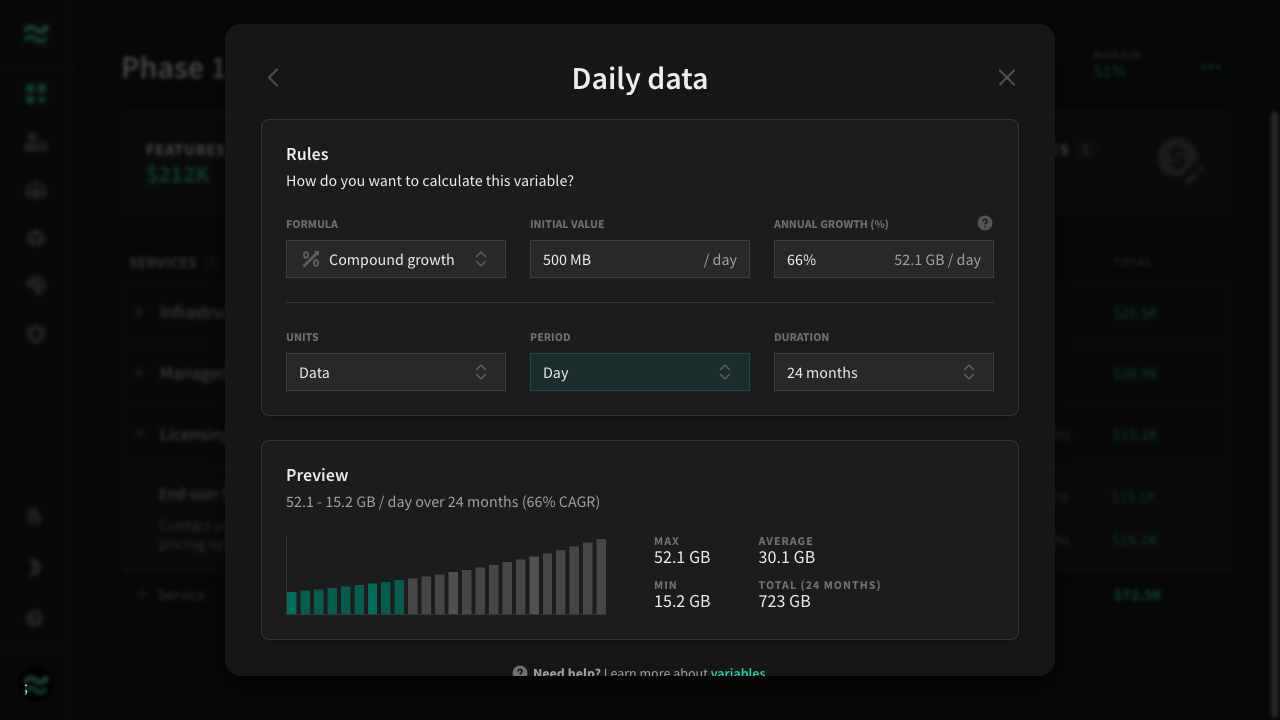 Phase 1
MARGIN
51%
Daily data
FEATURES
$212K
Rules
How do you want to calculate this variable?
FORMULA
INITIAL VALUE
ANNUAL GROWTH (%)
Compound growth
500 MB
/ day
66%
52.1 GB / day
SERVICES
TOTAL
UNITS
PERIOD
DURATION
Data
Day
24 months
Preview
52.1 - 15.2 GB / day over 24 months (66% CAGR)
MAX
52.1 GB
AVERAGE
30.1 GB
MIN
15.2 GB
TOTAL (24 MONTHS)
723 GB
Infrastru
$26.5K
Managed
$30.9K
Licensing
$15.1K
End-user
$15.1K
Contact u
pricing op
$15.1K
+ Service
$72.5K
Need help? Learn more about variables
;